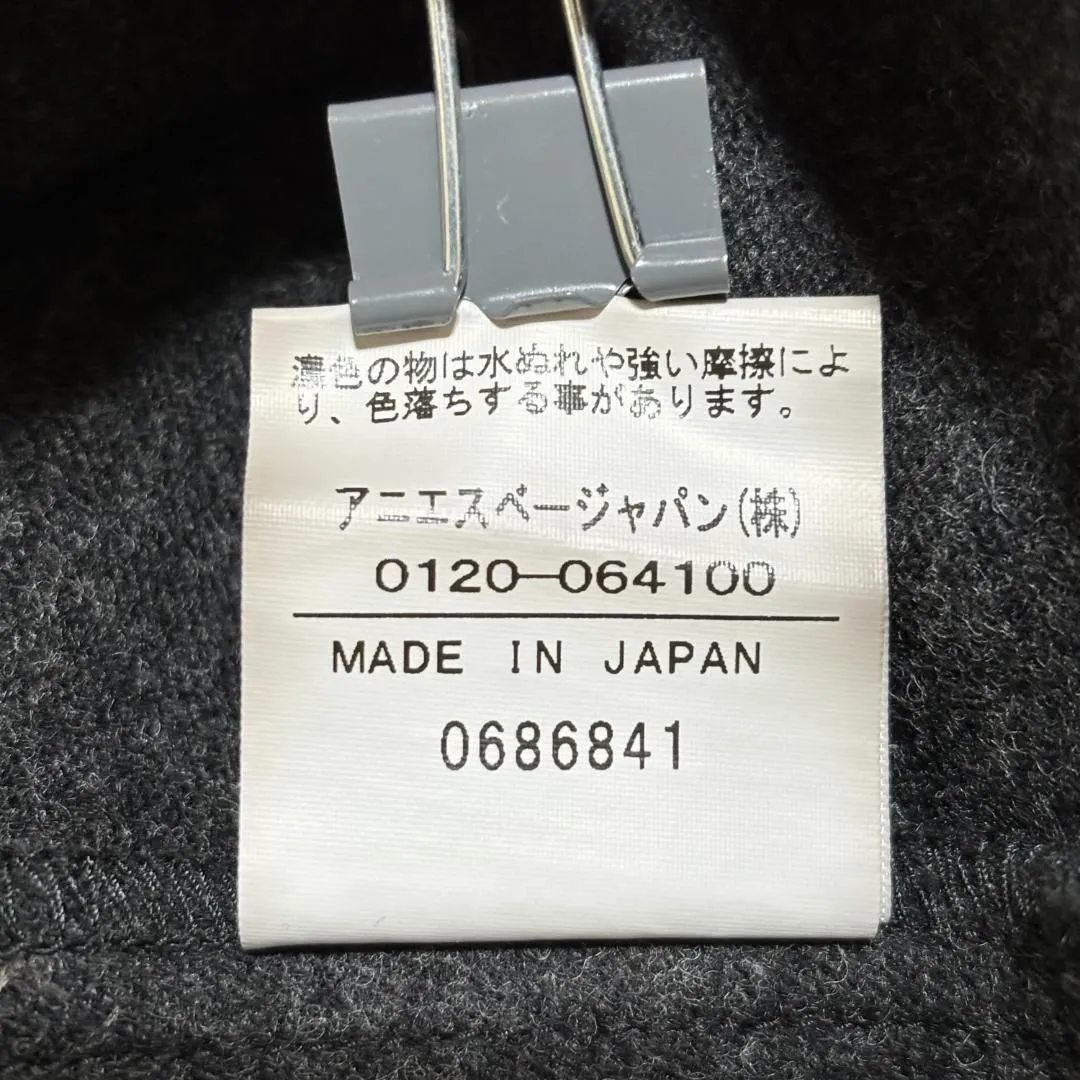 濃色の物は水ぬれや強い摩擦によ
り、色落ちする事があります。
アニエスベージャパン(株)
0120-064100
MADE IN JAPAN
0686841